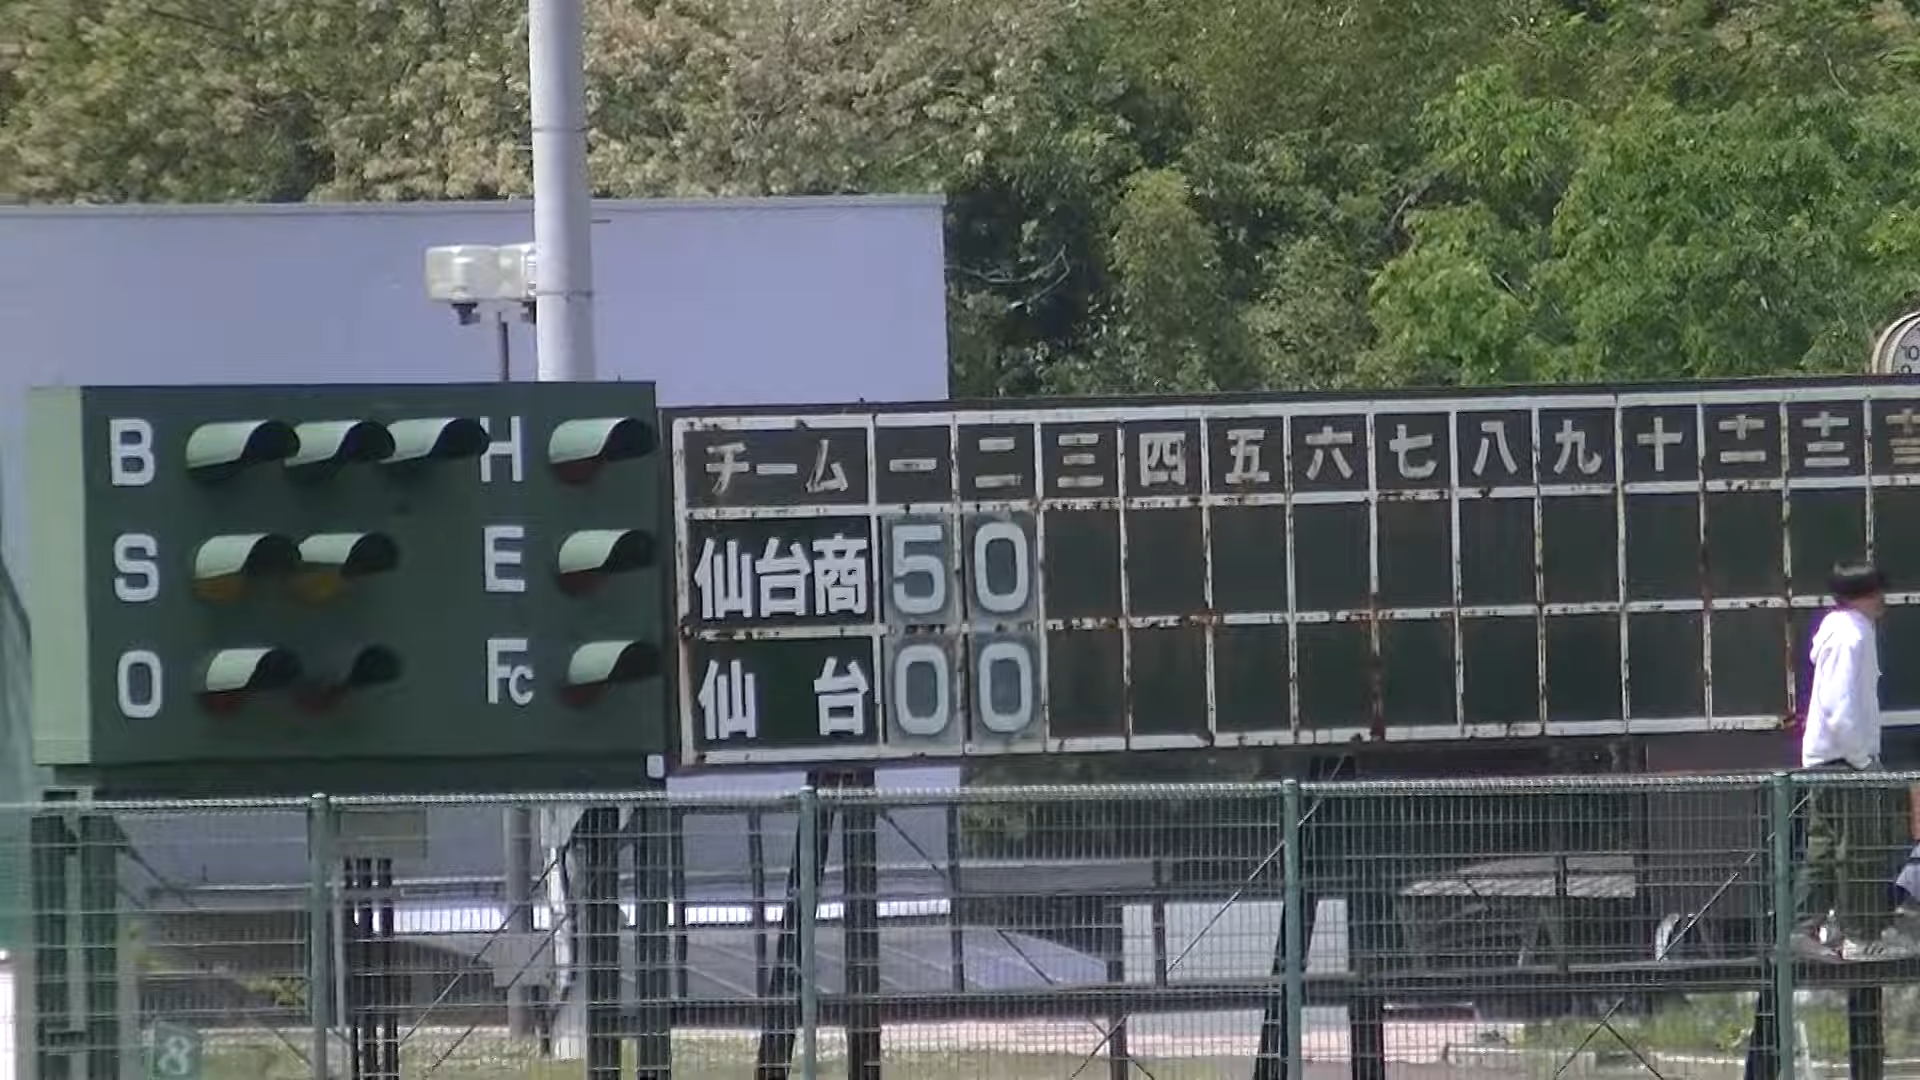 B H
S E
O Fc
チーム 一 二 三 四 五 六 七 八 九 十 十一 十二
仙台商 5 0
仙台 0 0
8